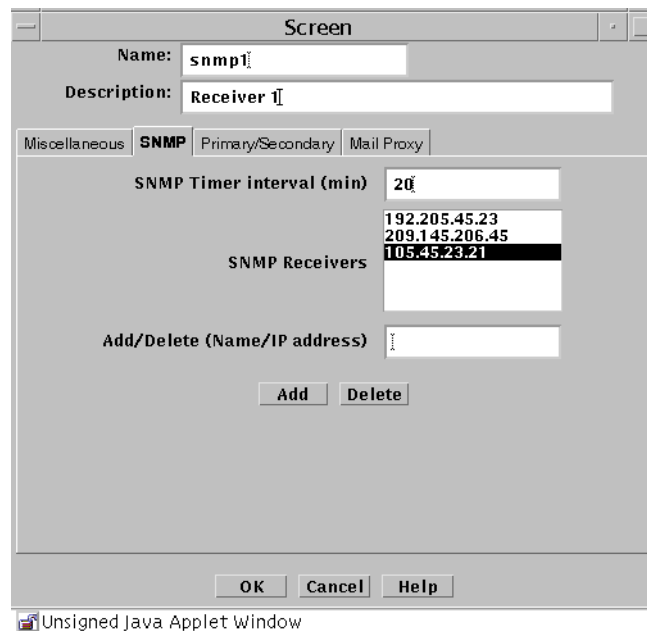 Screen
Name: snmp1
Description: Receiver 1
Miscellaneous SNMP Primary/Secondary Mail Proxy
SNMP Timer interval (min) 20
192.205.45.23
209.145.206.45
105.45.23.21
SNMP Receivers
Add/Delete (Name/IP address)
Add Delete
OK Cancel Help
Unsigned Java Applet Window